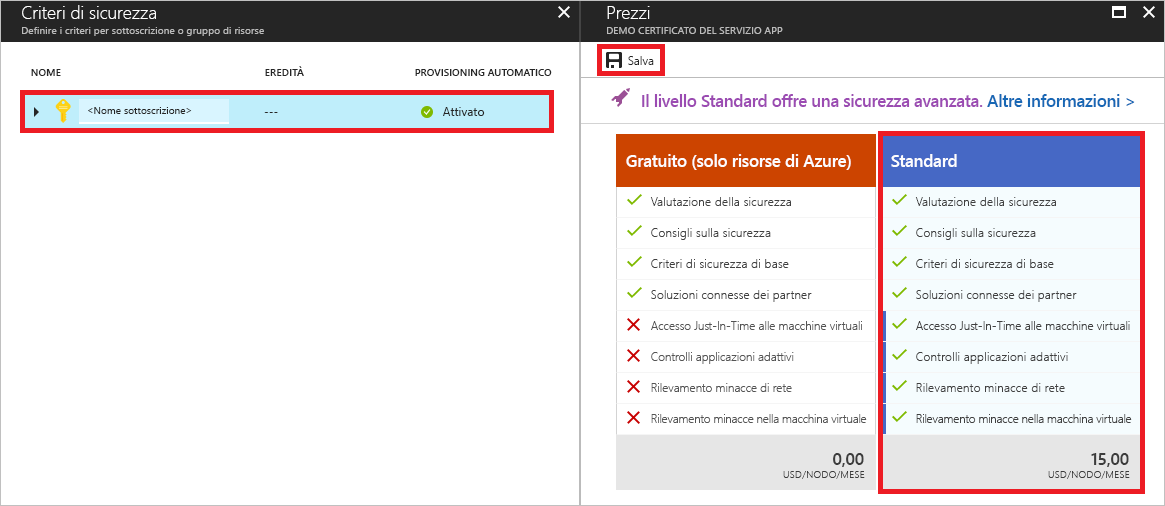 Criteri di sicurezza
Definire i criteri per sottoscrizione o gruppo di risorse
NOME EREDITÀ PROVISIONING AUTOMATICO
<Nome sottoscrizione> --- Attivato
Prezzi
DEMO CERTIFICATO DEL SERVIZIO APP
Salva
Il livello Standard offre una sicurezza avanzata. Altre informazioni >
Gratuito (solo risorse di Azure)
Valutazione della sicurezza
Consigli sulla sicurezza
Criteri di sicurezza di base
Soluzioni connesse dei partner
Accesso Just-In-Time alle macchine virtuali
Controlli applicazioni adattivi
Rilevamento minacce di rete
Rilevamento minacce nella macchina virtuale
0,00
USD/NODO/MESE
Standard
Valutazione della sicurezza
Consigli sulla sicurezza
Criteri di sicurezza di base
Soluzioni connesse dei partner
Accesso Just-In-Time alle macchine virtuali
Controlli applicazioni adattivi
Rilevamento minacce di rete
Rilevamento minacce nella macchina virtuale
15,00
USD/NODO/MESE